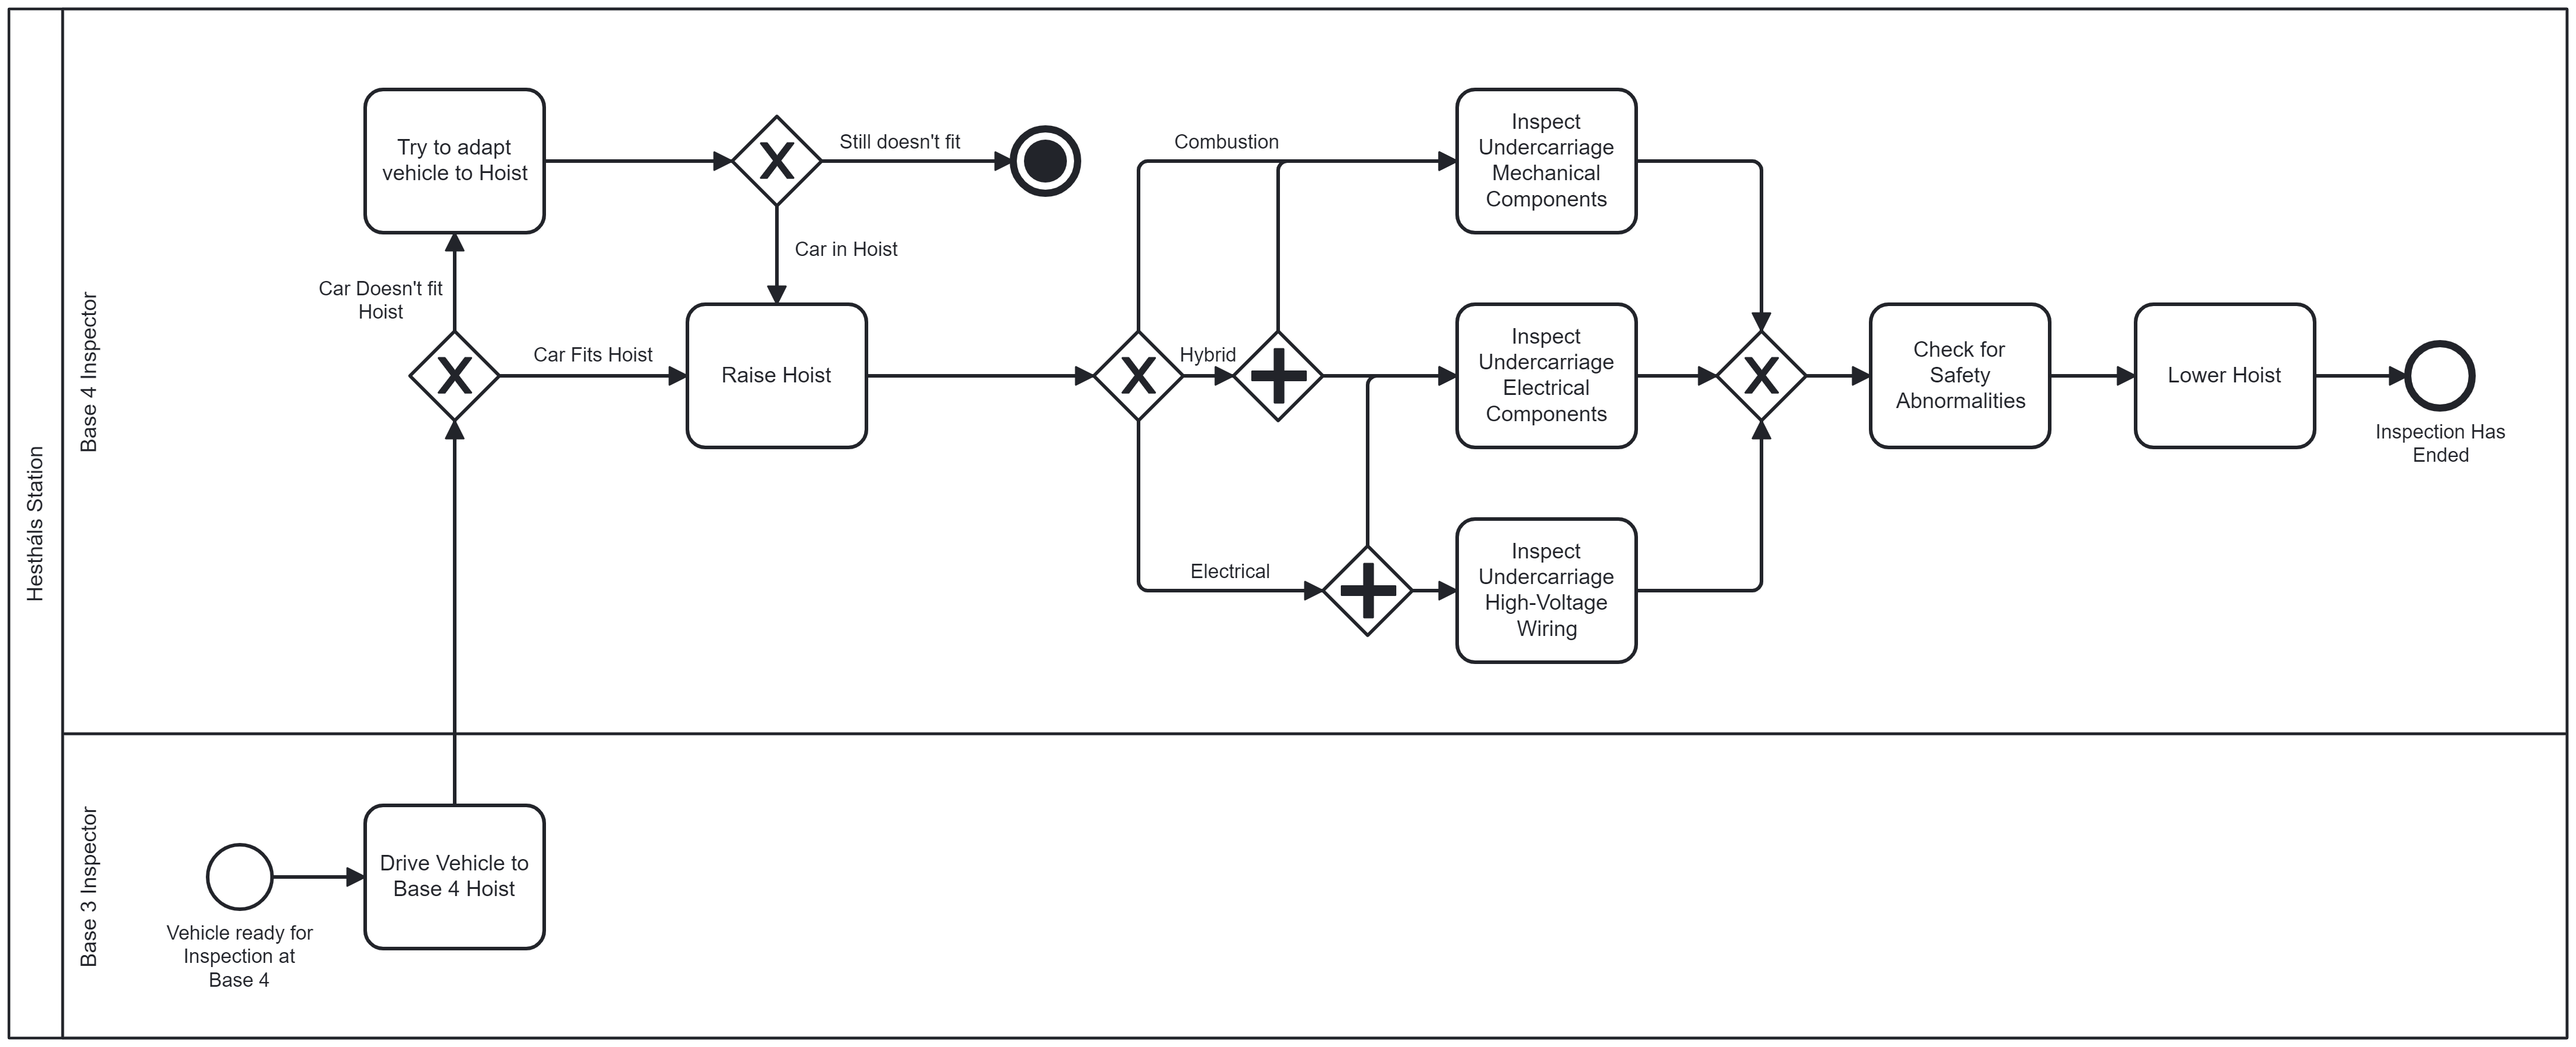 Hestháls Station
Base 4 Inspector
Try to adapt
vehicle to Hoist
Still doesn't fit
Car in Hoist
Car Doesn't fit
Hoist
Car Fits Hoist
Raise Hoist
Combustion
Hybrid
Electrical
Inspect
Undercarriage
Mechanical
Components
Inspect
Undercarriage
Electrical
Components
Inspect
Undercarriage
High-Voltage
Wiring
Check for
Safety
Abnormalities
Lower Hoist
Inspection Has
Ended
Base 3 Inspector
Vehicle ready for
Inspection at
Base 4
Drive Vehicle to
Base 4 Hoist